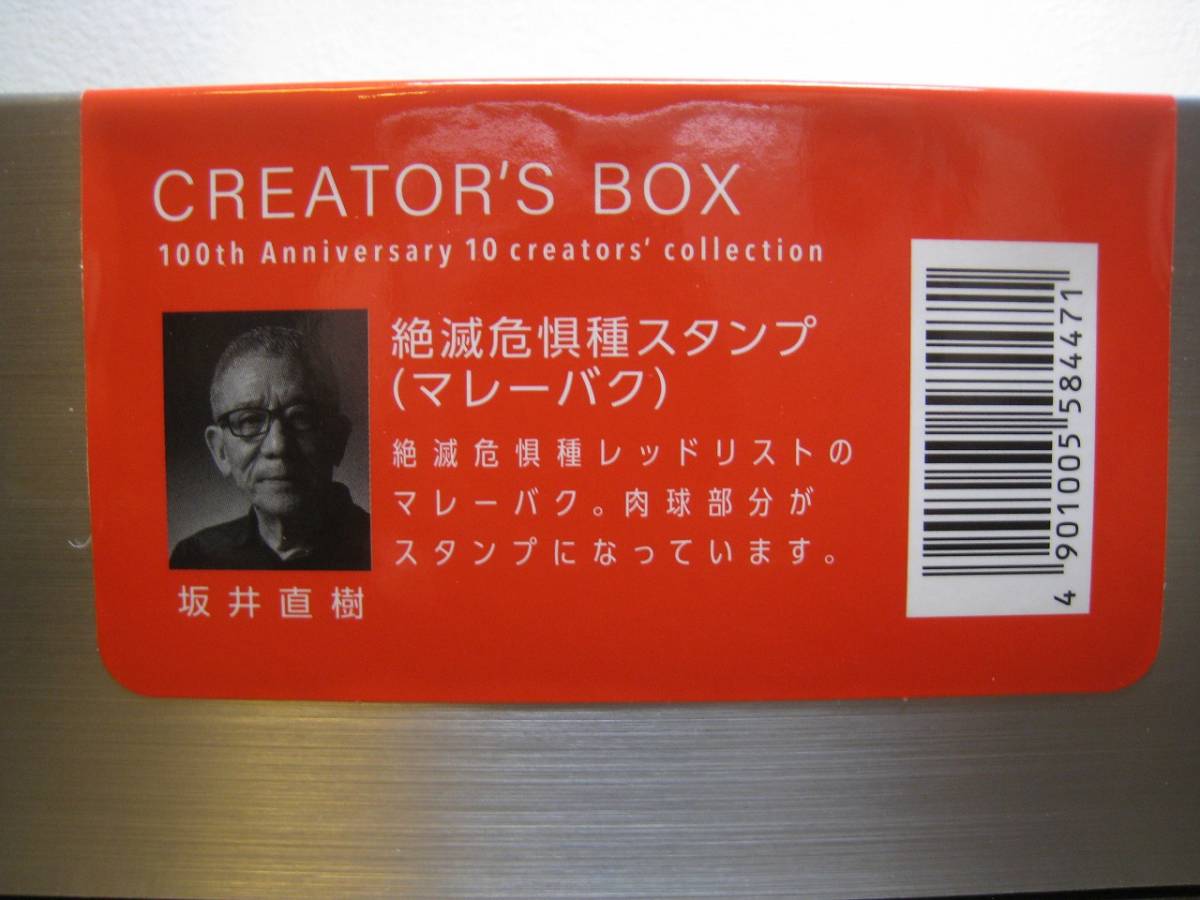 CREATOR'S BOX
100th Anniversary 10 creators' collection
絶滅危惧種スタンプ
(マレーバク)
絶滅危惧種レッドリストの
マレーバク。肉球部分が
スタンプになっています。
坂井直樹
4901005584471